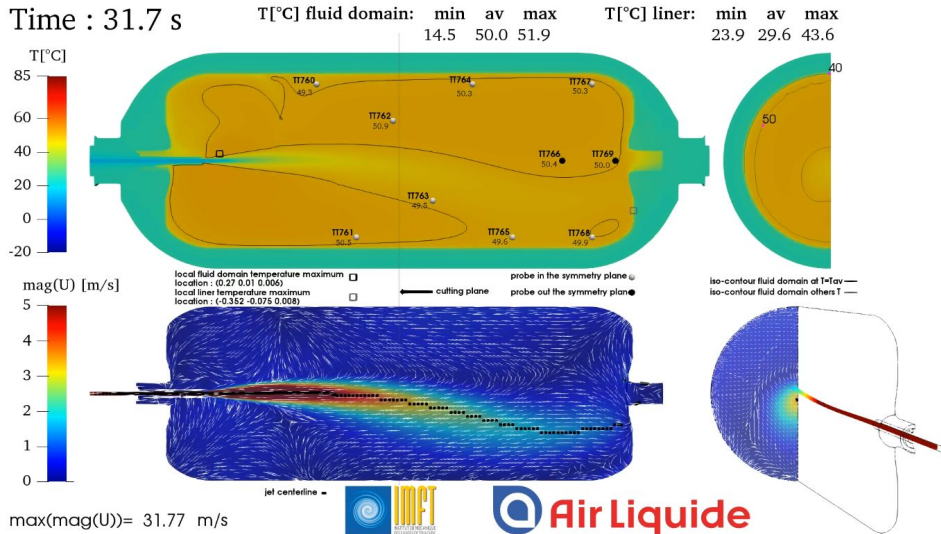 Time : 31.7 s
T[°C] fluid domain: min av max
14.5 50.0 51.9
T[°C] liner: min av max
23.9 29.6 43.6
T[°C]
85
60
40
20
0
-20
TT760
49.3
TT764
50.3
TT767
50.3
TT762
50.9
TT766
50.4
TT769
50.0
TT763
49.5
TT761
50.5
TT765
49.6
TT768
49.9
40
50
local fluid domain temperature maximum
location : (0.27 0.01 0.006)
local liner temperature maximum
location : (-0.352 -0.075 0.008)
cutting plane
probe in the symmetry plane
probe out the symmetry plane
iso-contour fluid domain at T=Tav
iso-contour fluid domain others T
mag(U) [m/s]
5
4
3
2
1
0
jet centerline
max(mag(U))= 31.77 m/s
IMFT
Air Liquide